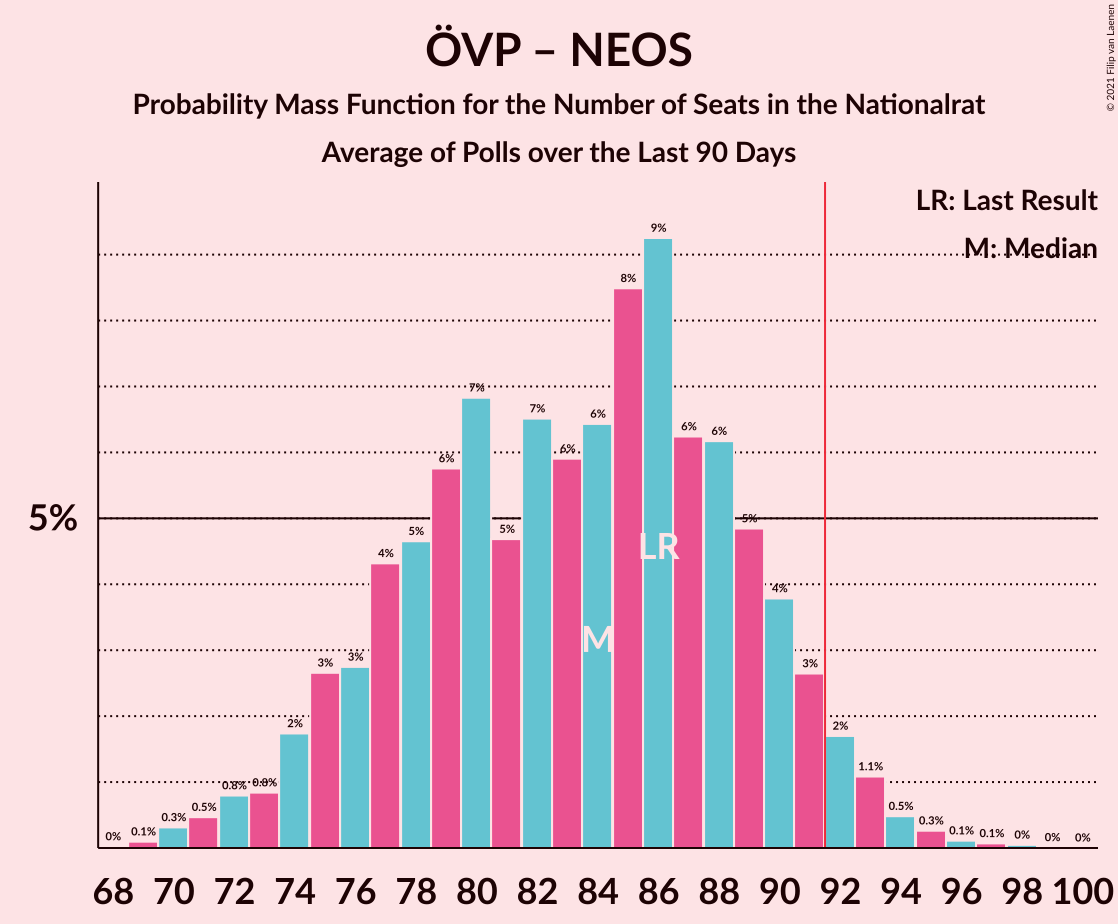 ÖVP – NEOS
Probability Mass Function for the Number of Seats in the Nationalrat
Average of Polls over the Last 90 Days
© 2021 Filip van Laenen
LR: Last Result
M: Median
5%
0% 0.1% 0.3% 0.5% 0.8% 0.8% 2% 3% 3% 4% 5% 6% 7% 5% 7% 6% 6% 8% 9% 6% 6% 5% 4% 3% 2% 1.1% 0.5% 0.3% 0.1% 0.1% 0% 0% 0%
LR
M
68 70 72 74 76 78 80 82 84 86 88 90 92 94 96 98 100